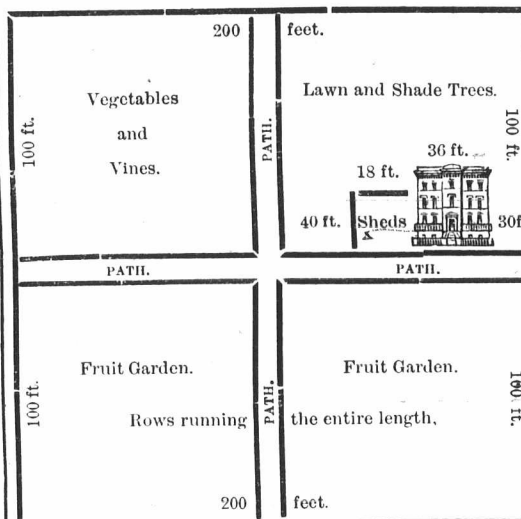 200 feet.
Vegetables
and
Vines.
100 ft.
PATH.
Lawn and Shade Trees.
100 ft.
36 ft.
18 ft.
40 ft. Sheds
30f
PATH.
PATH.
Fruit Garden.
Fruit Garden.
100 ft.
PATH.
100 ft.
Rows running the entire length,
200 feet.